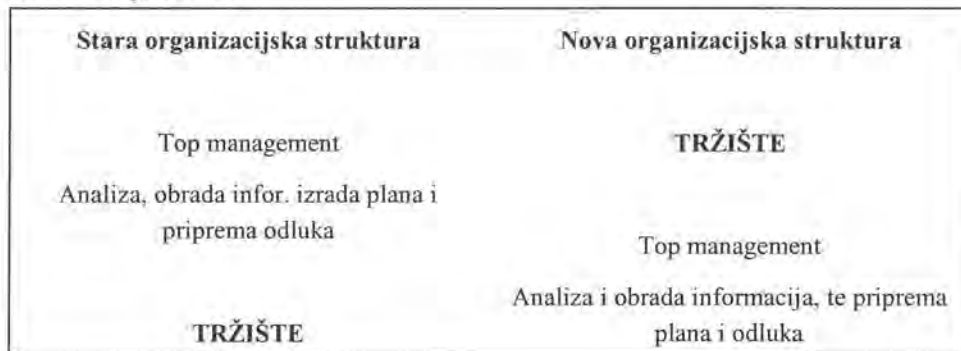 Stara organizacijska struktura
Top management
Analiza, obrada infor. izrada plana i
priprema odluka
TRŽIŠTE
Nova organizacijska struktura
TRŽIŠTE
Top management
Analiza i obrada informacija, te priprema
plana i odluka